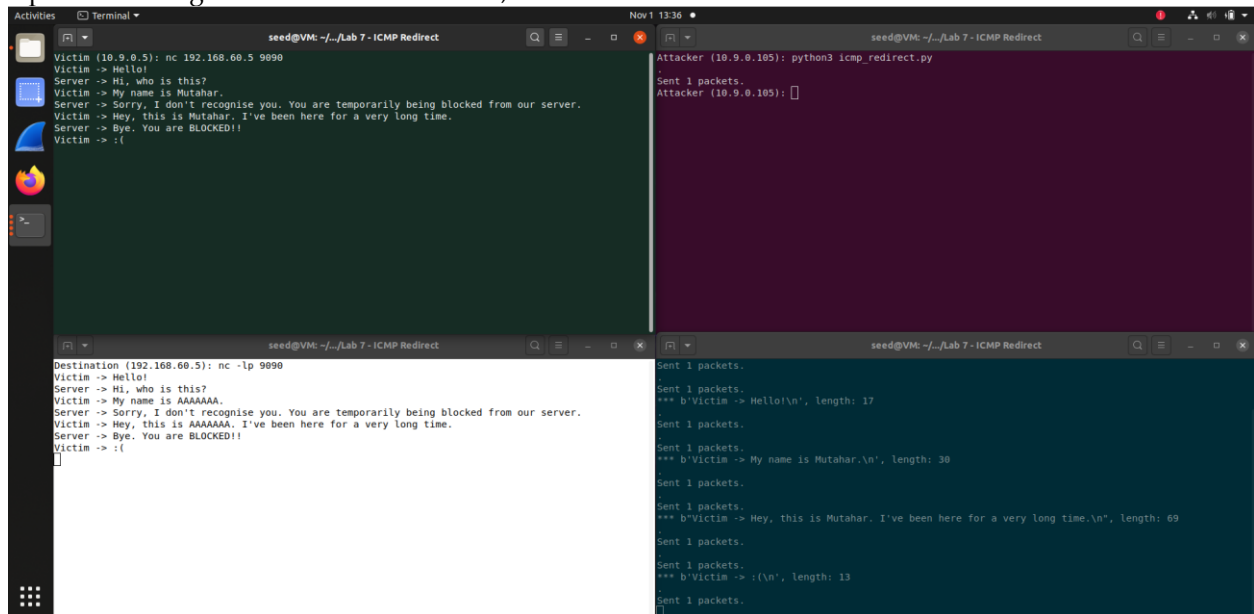 Activities
Terminal
Nov 1 13:36
seed@VM: ~/.../Lab 7 - ICMP Redirect
Victim (10.9.0.5): nc 192.168.60.5 9090
Victim -> Hello!
Server -> Hi, who is this?
Victim -> My name is Mutahar.
Server -> Sorry, I don't recognise you. You are temporarily being blocked from our server.
Victim -> Hey, this is Mutahar. I've been here for a very long time.
Server -> Bye. You are BLOCKED!!
Victim -> :(
seed@VM: ~/.../Lab 7 - ICMP Redirect
Attacker (10.9.0.105): python3 icmp_redirect.py
.
Sent 1 packets.
Attacker (10.9.0.105):
seed@VM: ~/.../Lab 7 - ICMP Redirect
Destination (192.168.60.5): nc -lp 9090
Victim -> Hello!
Server -> Hi, who is this?
Victim -> My name is AAAAAAA.
Server -> Sorry, I don't recognise you. You are temporarily being blocked from our server.
Victim -> Hey, this is AAAAAAA. I've been here for a very long time.
Server -> Bye. You are BLOCKED!!
Victim -> :(
seed@VM: ~/.../Lab 7 - ICMP Redirect
Sent 1 packets.
.
Sent 1 packets.
*** b'Victim -> Hello!\n', length: 17
.
Sent 1 packets.
.
Sent 1 packets.
*** b'Victim -> My name is Mutahar.\n', length: 30
.
Sent 1 packets.
.
Sent 1 packets.
*** b"Victim -> Hey, this is Mutahar. I've been here for a very long time.\n", length: 69
.
Sent 1 packets.
.
Sent 1 packets.
*** b'Victim -> :(\n', length: 13
.
Sent 1 packets.